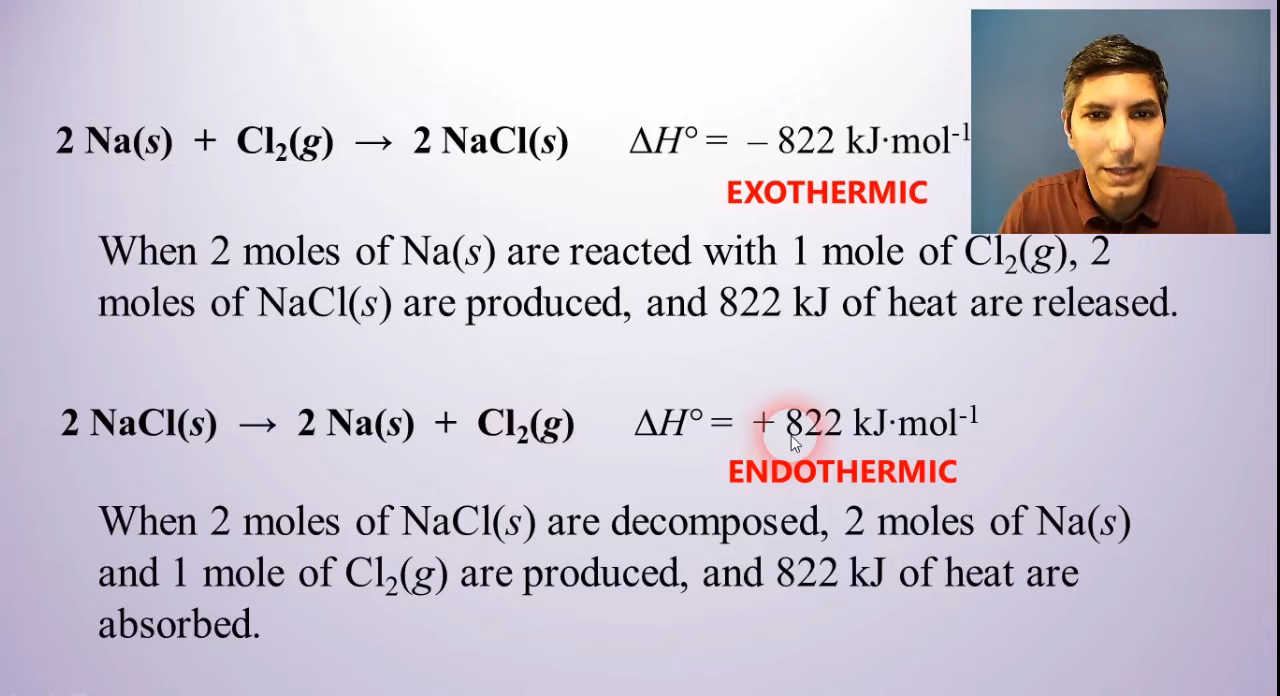 2 Na(s) + Cl₂(g) → 2 NaCl(s) ΔH° = – 822 kJ·mol⁻¹
EXOTHERMIC
When 2 moles of Na(s) are reacted with 1 mole of Cl₂(g), 2
moles of NaCl(s) are produced, and 822 kJ of heat are released.
2 NaCl(s) → 2 Na(s) + Cl₂(g) ΔH° = + 822 kJ·mol⁻¹
ENDOTHERMIC
When 2 moles of NaCl(s) are decomposed, 2 moles of Na(s)
and 1 mole of Cl₂(g) are produced, and 822 kJ of heat are
absorbed.